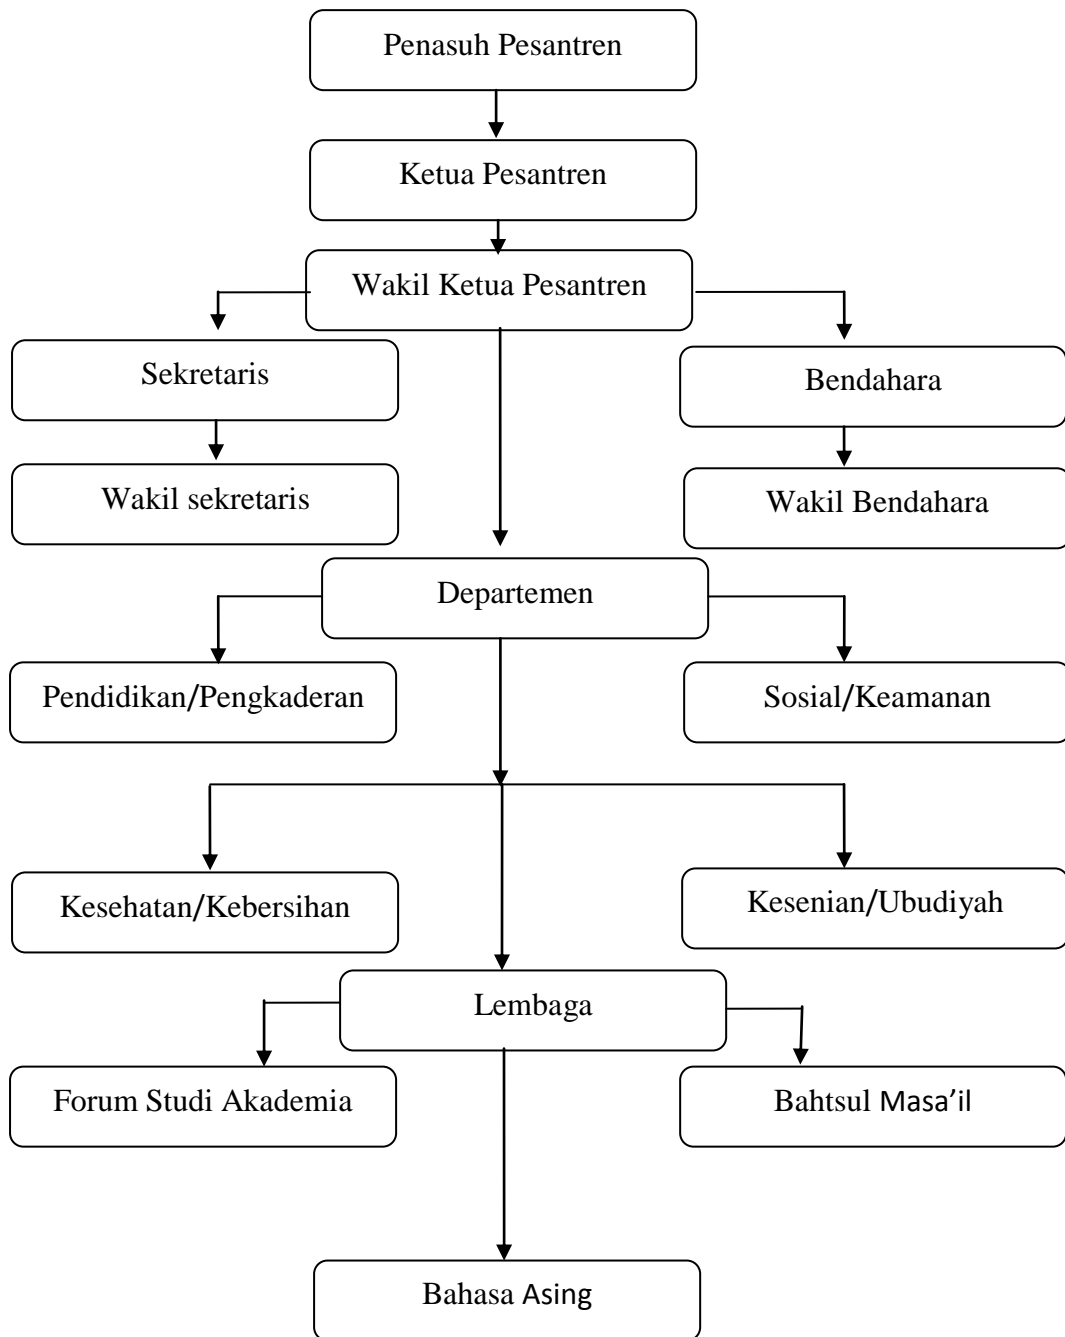 Penasuh Pesantren
Ketua Pesantren
Wakil Ketua Pesantren
Sekretaris
Bendahara
Wakil sekretaris
Wakil Bendahara
Departemen
Pendidikan/Pengkaderan
Sosial/Keamanan
Kesehatan/Kebersihan
Kesenian/Ubudiyah
Lembaga
Forum Studi Akademia
Bahtsul Masa’il
Bahasa Asing